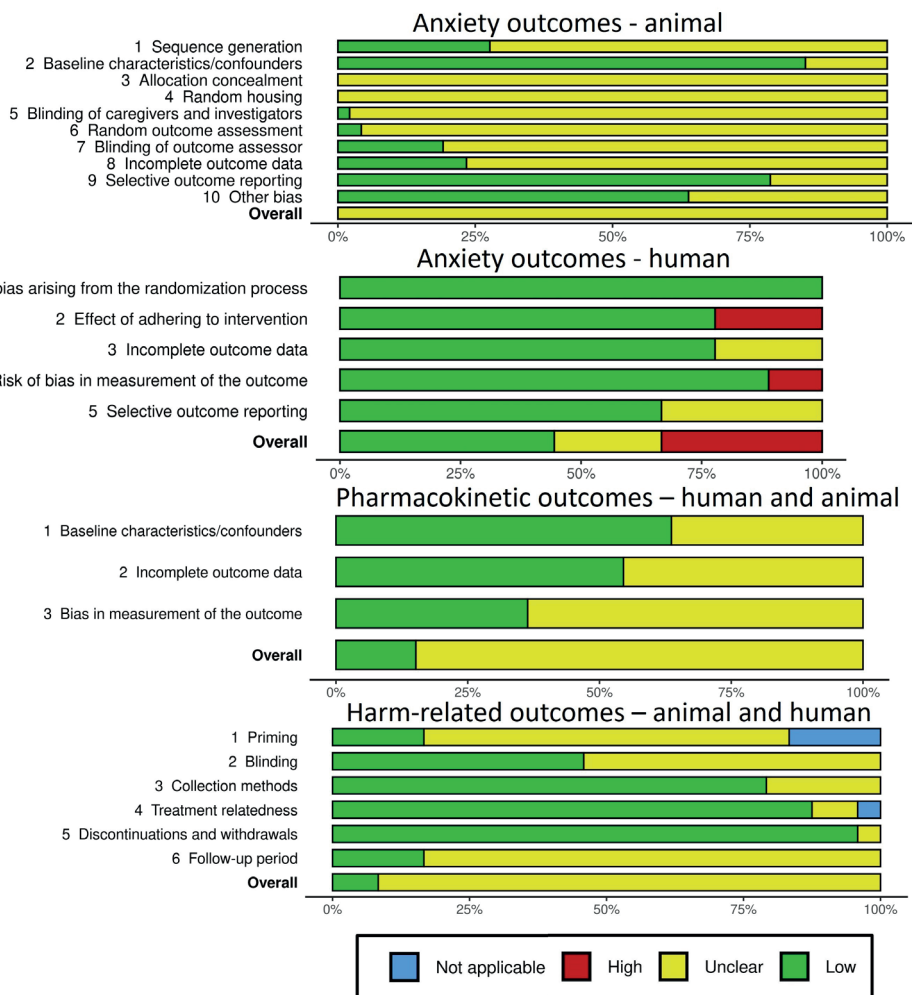 Anxiety outcomes - animal
1 Sequence generation
2 Baseline characteristics/confounders
3 Allocation concealment
4 Random housing
5 Blinding of caregivers and investigators
6 Random outcome assessment
7 Blinding of outcome assessor
8 Incomplete outcome data
9 Selective outcome reporting
10 Other bias
Overall
0% 25% 50% 75% 100%
Anxiety outcomes - human
bias arising from the randomization process
2 Effect of adhering to intervention
3 Incomplete outcome data
Risk of bias in measurement of the outcome
5 Selective outcome reporting
Overall
0% 25% 50% 75% 100%
Pharmacokinetic outcomes – human and animal
1 Baseline characteristics/confounders
2 Incomplete outcome data
3 Bias in measurement of the outcome
Overall
0% 25% 50% 75% 100%
Harm-related outcomes – animal and human
1 Priming
2 Blinding
3 Collection methods
4 Treatment relatedness
5 Discontinuations and withdrawals
6 Follow-up period
Overall
0% 25% 50% 75% 100%
Not applicable High Unclear Low